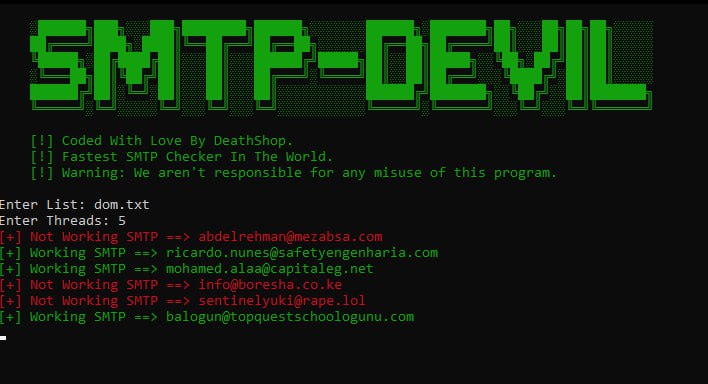 SMTP-DEVIL
[!] Coded With Love By DeathShop.
[!] Fastest SMTP Checker In The World.
[!] Warning: We aren't responsible for any misuse of this program.
Enter List: dom.txt
Enter Threads: 5
[+] Not Working SMTP ==> abdelrehman@mezabsa.com
[+] Working SMTP ==> ricardo.nunes@safetyengenharia.com
[+] Working SMTP ==> mohamed.alaa@capitaleg.net
[+] Not Working SMTP ==> info@boresha.co.ke
[+] Not Working SMTP ==> sentinelyuki@rape.lol
[+] Working SMTP ==> balogun@topquestschoologunu.com